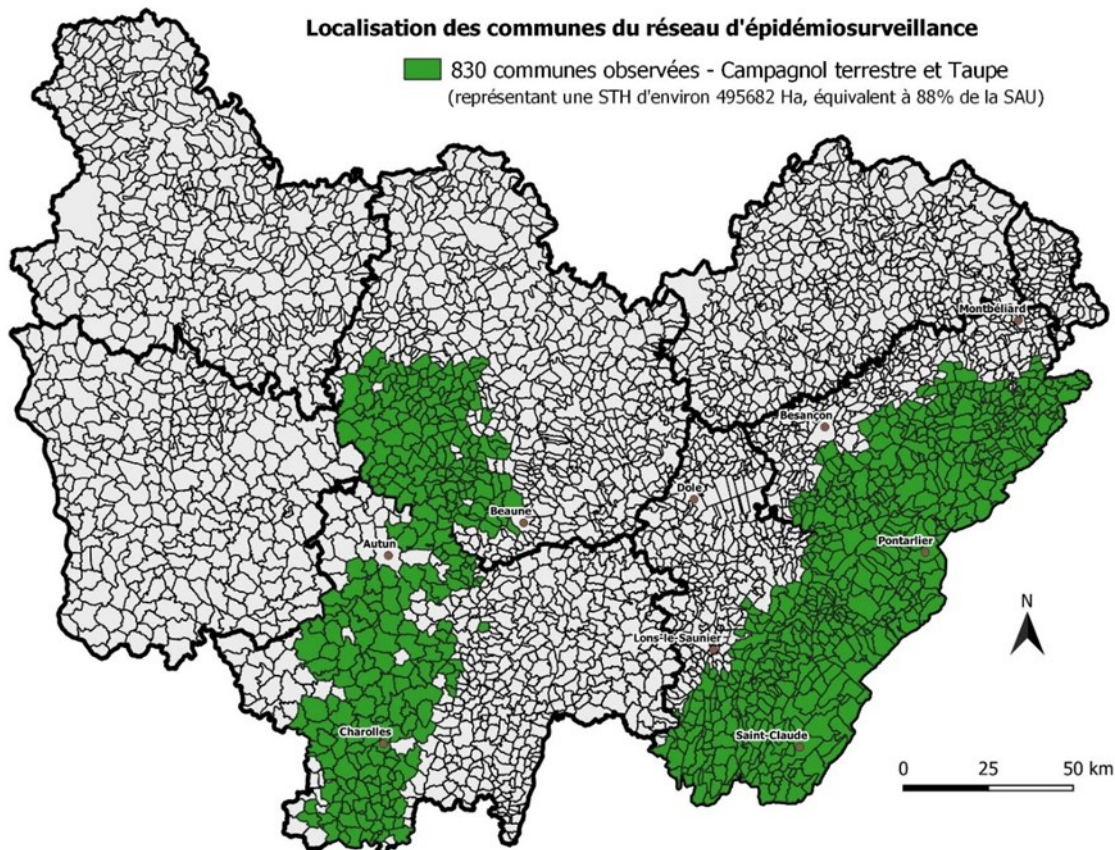 Localisation des communes du réseau d'épidémiosurveillance
830 communes observées - Campagnol terrestre et Taupe
(représentant une STH d'environ 495682 Ha, équivalent à 88% de la SAU)
Montbéliard
Besançon
Dole
Beaune
Autun
Pontarlier
N
Lons-le-Saunier
Charolles
Saint-Claude
0 25 50 km